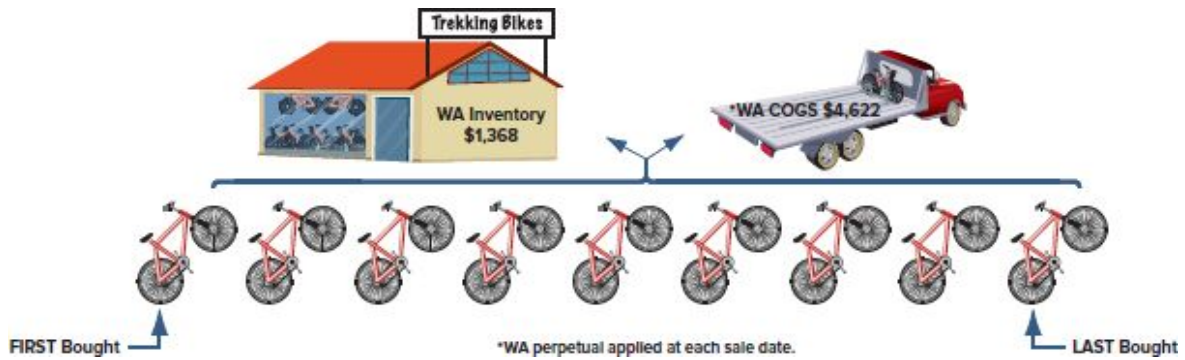 Trekking Bikes
WA Inventory
$1,368
*WA COGS $4,622
FIRST Bought
*WA perpetual applied at each sale date.
LAST Bought